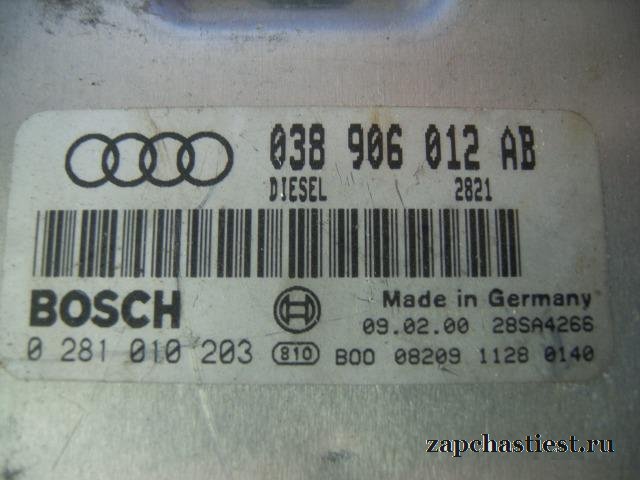 038 906 012 AB
DIESEL 2821
BOSCH Made in Germany
09.02.00 28SA4266
0 281 010 203 810 B00 08209 1128 0140
zapchastiest.ru